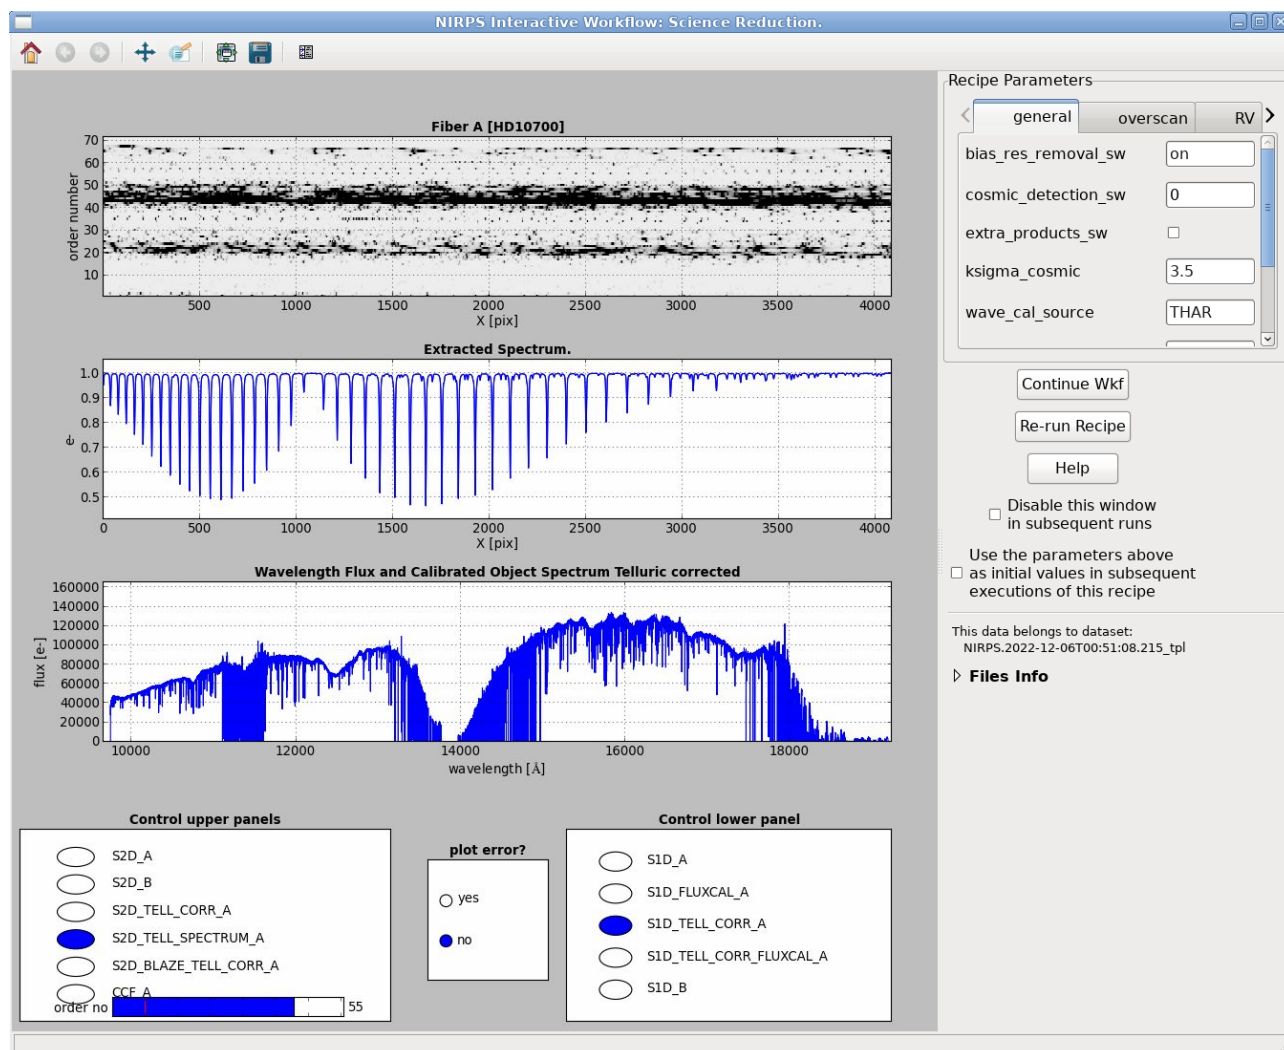 NIRPS Interactive Workflow: Science Reduction.
Recipe Parameters
general overscan RV
bias_res_removal_sw on
cosmic_detection_sw 0
extra_products_sw
ksigma_cosmic 3.5
wave_cal_source THAR
Continue Wkf
Re-run Recipe
Help
Disable this window
in subsequent runs
Use the parameters above
as initial values in subsequent
executions of this recipe
This data belongs to dataset:
NIRPS.2022-12-06T00:51:08.215_tpl
Files Info
Fiber A [HD10700]
order number
70
60
50
40
30
20
10
500 1000 1500 2000 2500 3000 3500 4000
X [pix]
Extracted Spectrum.
e-
1.0
0.9
0.8
0.7
0.6
0.5
0 500 1000 1500 2000 2500 3000 3500 4000
X [pix]
Wavelength Flux and Calibrated Object Spectrum Telluric corrected
flux [e-]
160000
140000
120000
100000
80000
60000
40000
20000
0
10000 12000 14000 16000 18000
wavelength [Å]
Control upper panels
S2D_A
S2D_B
S2D_TELL_CORR_A
S2D_TELL_SPECTRUM_A
S2D_BLAZE_TELL_CORR_A
CCF_A
order no 55
plot error?
yes
no
Control lower panel
S1D_A
S1D_FLUXCAL_A
S1D_TELL_CORR_A
S1D_TELL_CORR_FLUXCAL_A
S1D_B